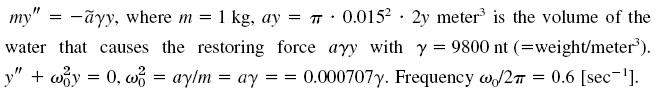 my″ = −ãγy, where m = 1 kg, ay = π · 0.015² · 2y meter³ is the volume of the
water that causes the restoring force aγy with γ = 9800 nt (=weight/meter³).
y″ + ω₀²y = 0, ω₀² = aγ/m = aγ = = 0.000707γ. Frequency ω₀/2π = 0.6 [sec⁻¹].